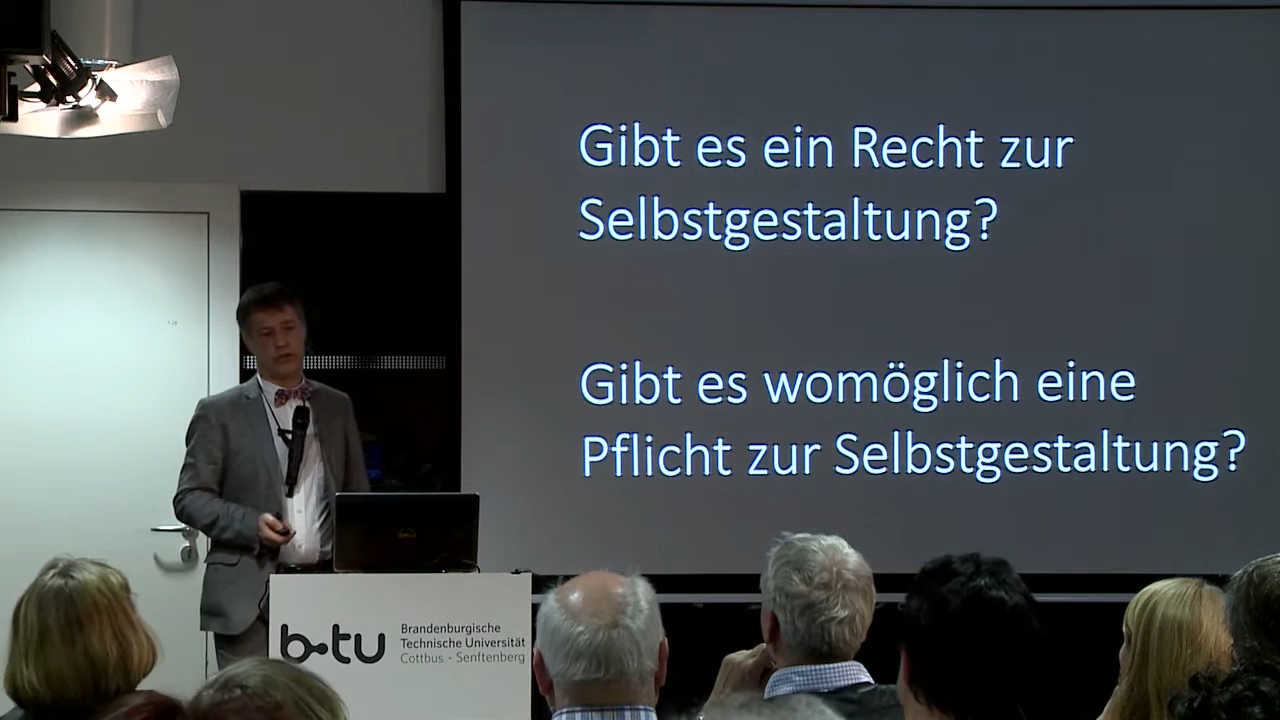 Gibt es ein Recht zur
Selbstgestaltung?
Gibt es womöglich eine
Pflicht zur Selbstgestaltung?
b-tu
Brandenburgische
Technische Universität
Cottbus - Senftenberg
DELL